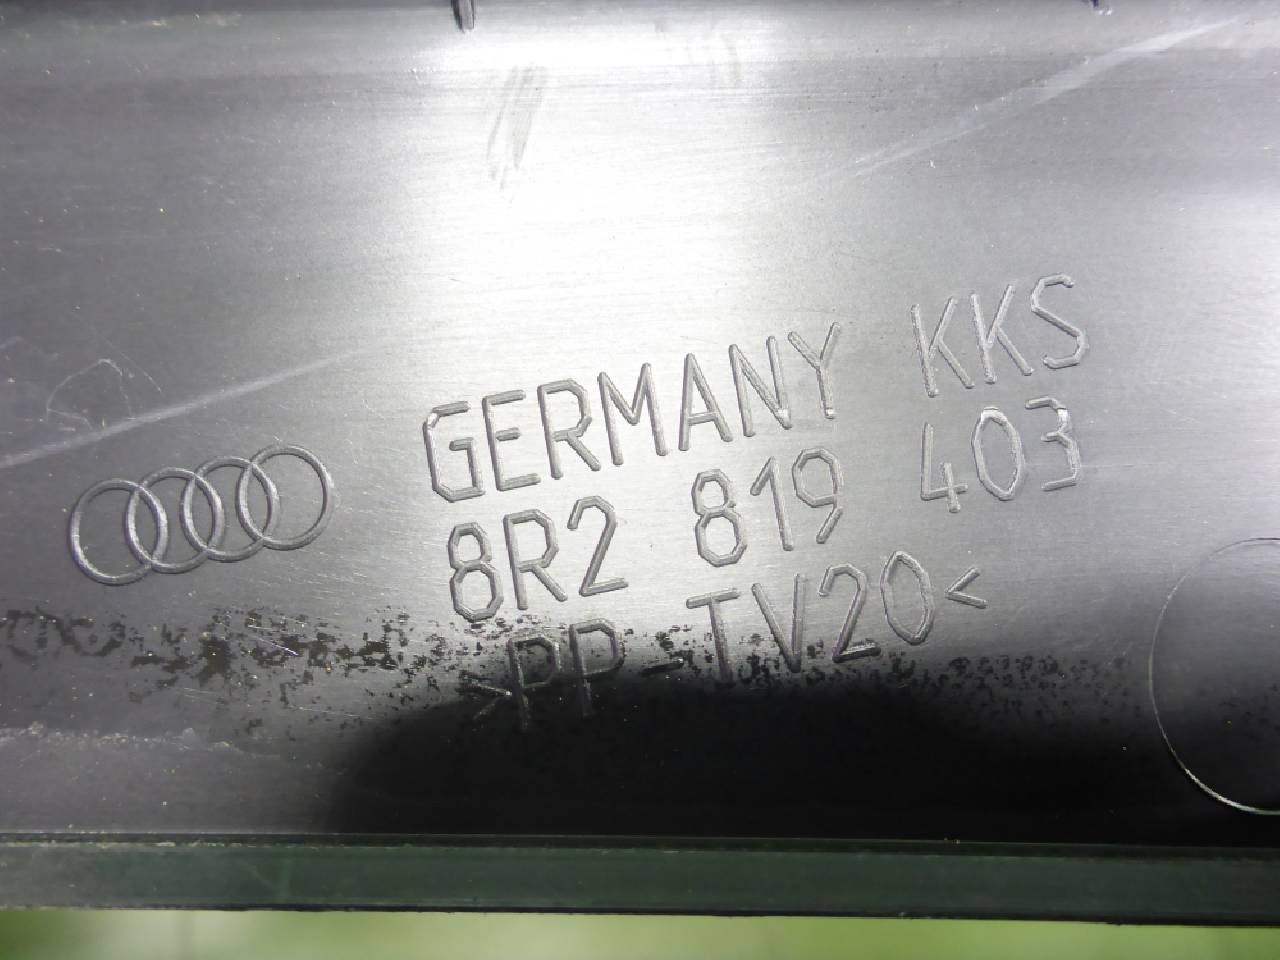 GERMANY KKS
8R2 819 403
>PP-TV20<